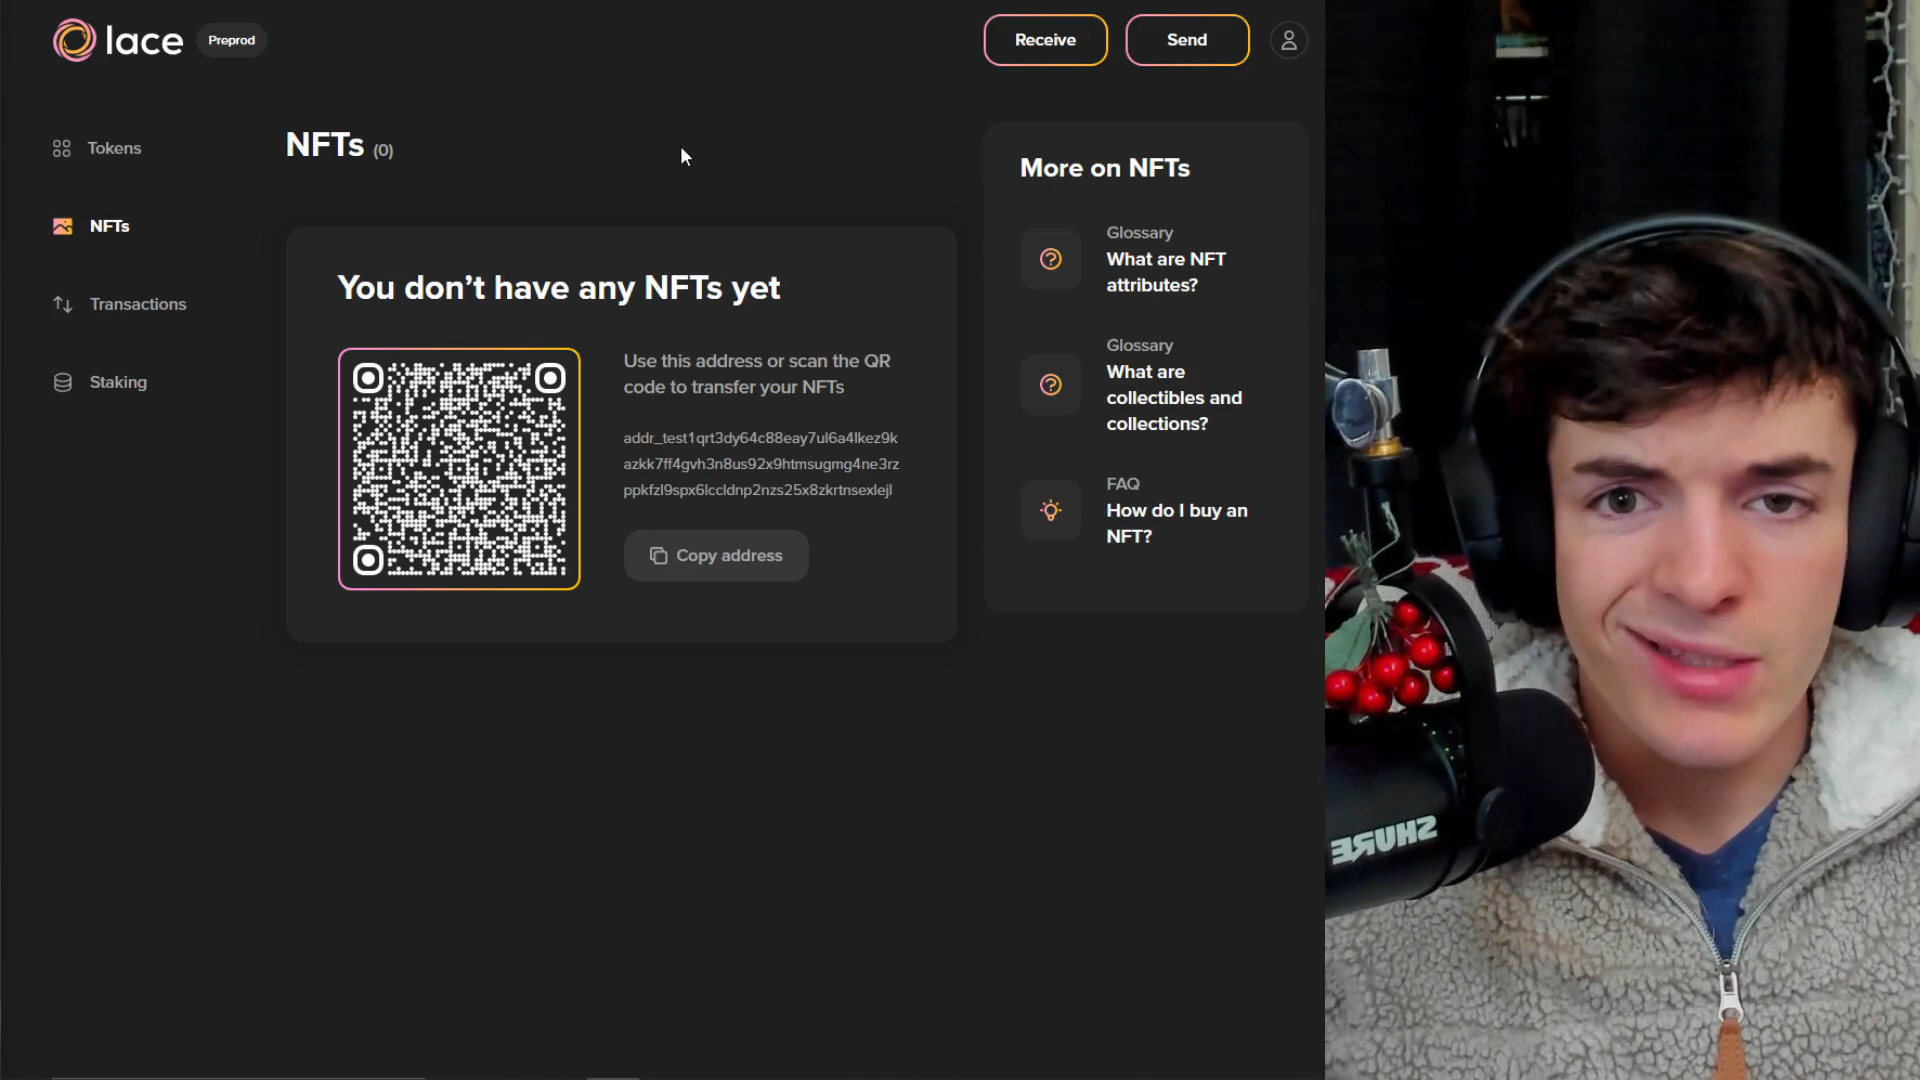 lace
Preprod
Receive
Send
Tokens
NFTs
Transactions
Staking
NFTs (0)
You don’t have any NFTs yet
Use this address or scan the QR
code to transfer your NFTs
addr_test1qrt3dy64c88eay7ul6a4lkez9k
azkk7ff4gvh3n8us92x9htmsugmg4ne3rz
ppkfzl9spx6lccldnp2nzs25x8zkrtnsexlejl
Copy address
More on NFTs
Glossary
What are NFT
attributes?
Glossary
What are
collectibles and
collections?
FAQ
How do I buy an
NFT?
SHURE